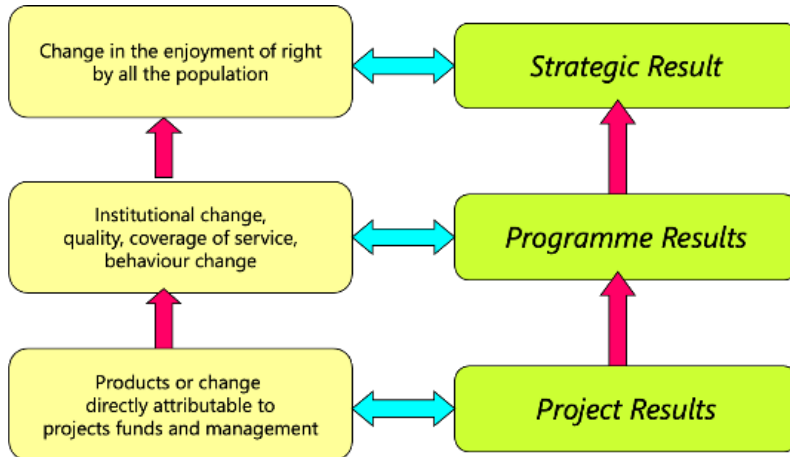 Change in the enjoyment of right
by all the population
Strategic Result
Institutional change,
quality, coverage of service,
behaviour change
Programme Results
Products or change
directly attributable to
projects funds and management
Project Results